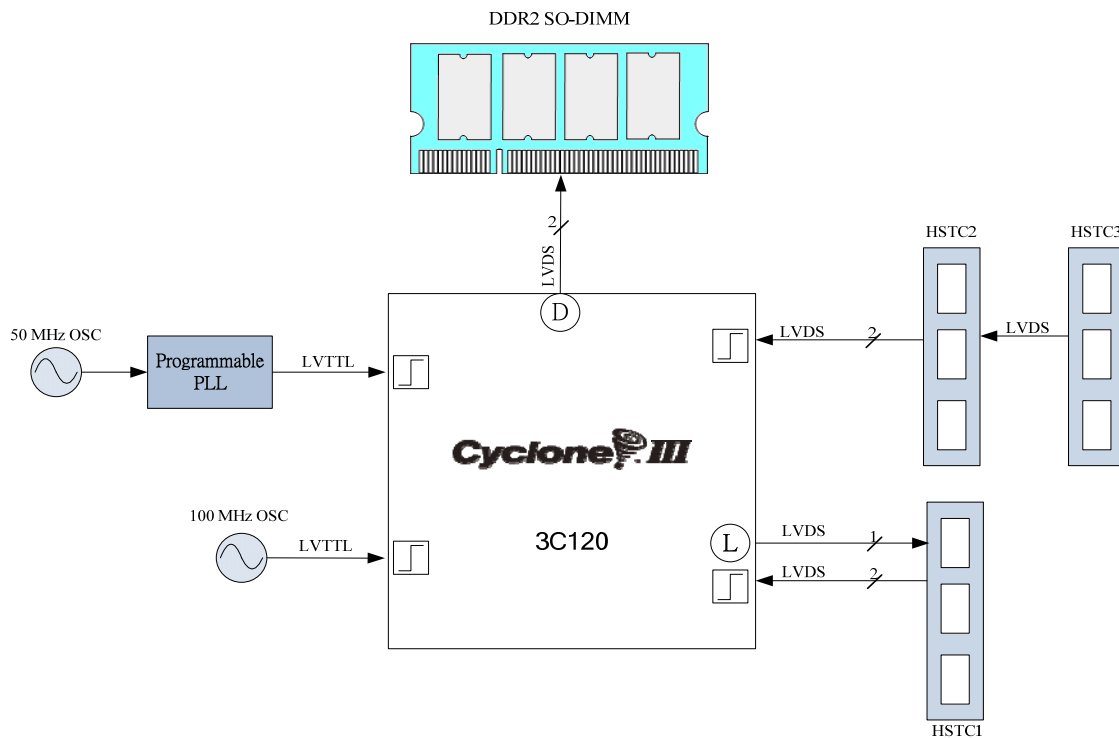 DDR2 SO-DIMM
2
LVDS
D
HSTC2
HSTC3
50 MHz OSC
Programmable
PLL
LVTTL
LVDS
2
LVDS
Cyclone III
100 MHz OSC
LVTTL
3C120
L
LVDS
1
LVDS
2
HSTC1